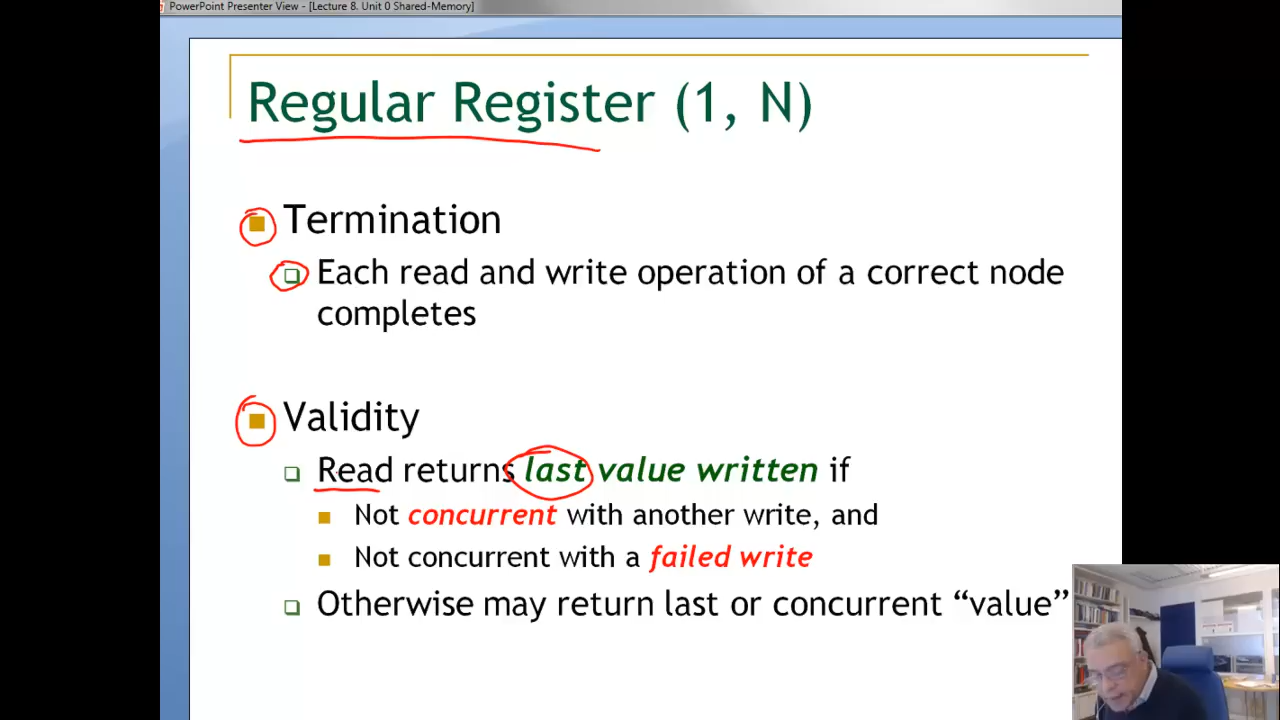 PowerPoint Presenter View - [Lecture 8. Unit 0 Shared-Memory]
Regular Register (1, N)
Termination
Each read and write operation of a correct node
completes
Validity
Read returns last value written if
Not concurrent with another write, and
Not concurrent with a failed write
Otherwise may return last or concurrent “value”